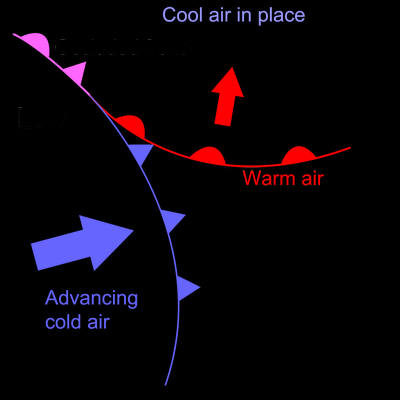 Cool air in place
Warm air
Advancing
cold air